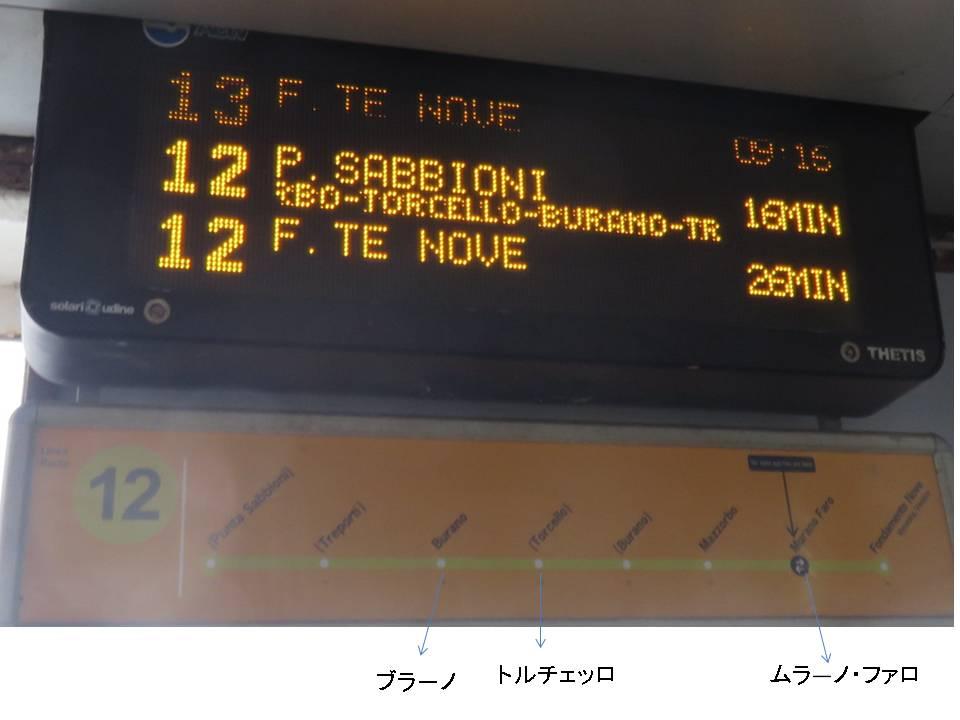 13 F. TE NOVE 09:16
12 P. SABBIONI 16MIN
RBO-TORCELLO-BURANO-TR
12 F. TE NOVE 26MIN
solari udine
THETIS
12
(Punta Sabbioni)
(Treporti)
Burano
(Torcello)
(Burano)
Mazzorbo
Murano Faro
Fondamente Nove
ブラーノ
トルチェッロ
ムラーノ・ファロ